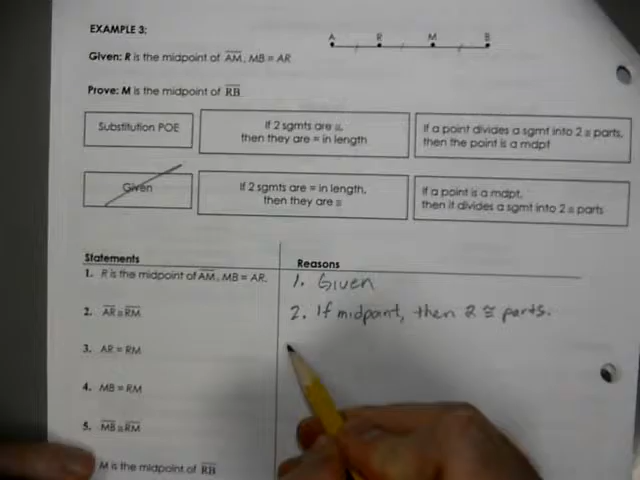 EXAMPLE 3:
A R M B
Given: R is the midpoint of AM, MB = AR
Prove: M is the midpoint of RB
Substitution POE
If 2 sgmts are ≅,
then they are = in length
If a point divides a sgmt into 2 ≅ parts,
then the point is a mdpt
Given
If 2 sgmts are = in length,
then they are ≅
If a point is a mdpt,
then it divides a sgmt into 2 ≅ parts
Statements
Reasons
1. R is the midpoint of AM, MB = AR.
1. Given
2. AR ≅ RM
2. If midpoint, then 2 ≅ parts.
3. AR = RM
4. MB = RM
5. MB ≅ RM
M is the midpoint of RB